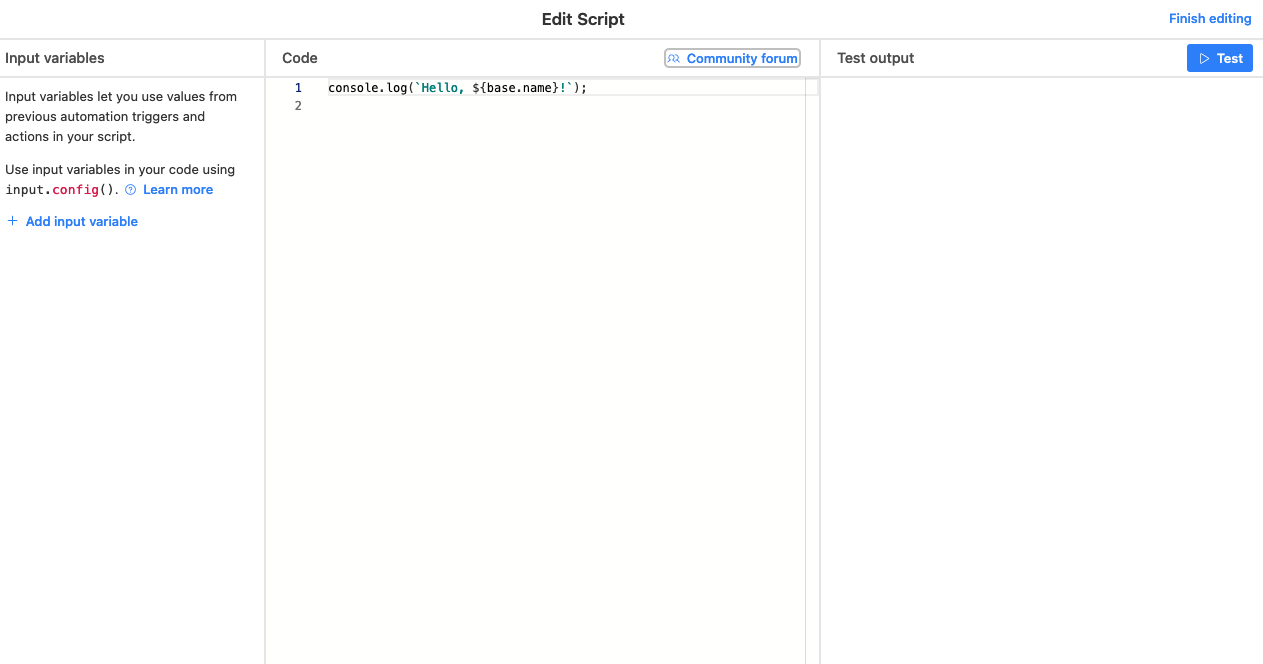 Edit Script
Finish editing
Input variables
Input variables let you use values from
previous automation triggers and
actions in your script.
Use input variables in your code using
input.config(). Learn more
+ Add input variable
Code
Community forum
1 console.log(`Hello, ${base.name}!`);
2
Test output
Test